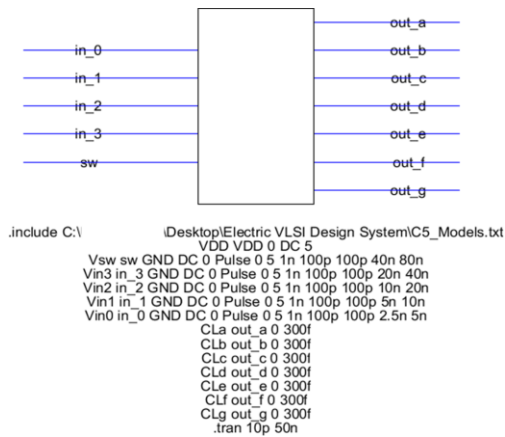 out_a
in_0 out_b
in_1 out_c
in_2 out_d
in_3 out_e
sw out_f
out_g
.include C:\ \Desktop\Electric VLSI Design System\C5_Models.txt
VDD VDD 0 DC 5
Vsw sw GND DC 0 Pulse 0 5 1n 100p 100p 40n 80n
Vin3 in_3 GND DC 0 Pulse 0 5 1n 100p 100p 20n 40n
Vin2 in_2 GND DC 0 Pulse 0 5 1n 100p 100p 10n 20n
Vin1 in_1 GND DC 0 Pulse 0 5 1n 100p 100p 5n 10n
Vin0 in_0 GND DC 0 Pulse 0 5 1n 100p 100p 2.5n 5n
CLa out_a 0 300f
CLb out_b 0 300f
CLc out_c 0 300f
CLd out_d 0 300f
CLe out_e 0 300f
CLf out_f 0 300f
CLg out_g 0 300f
.tran 10p 50n